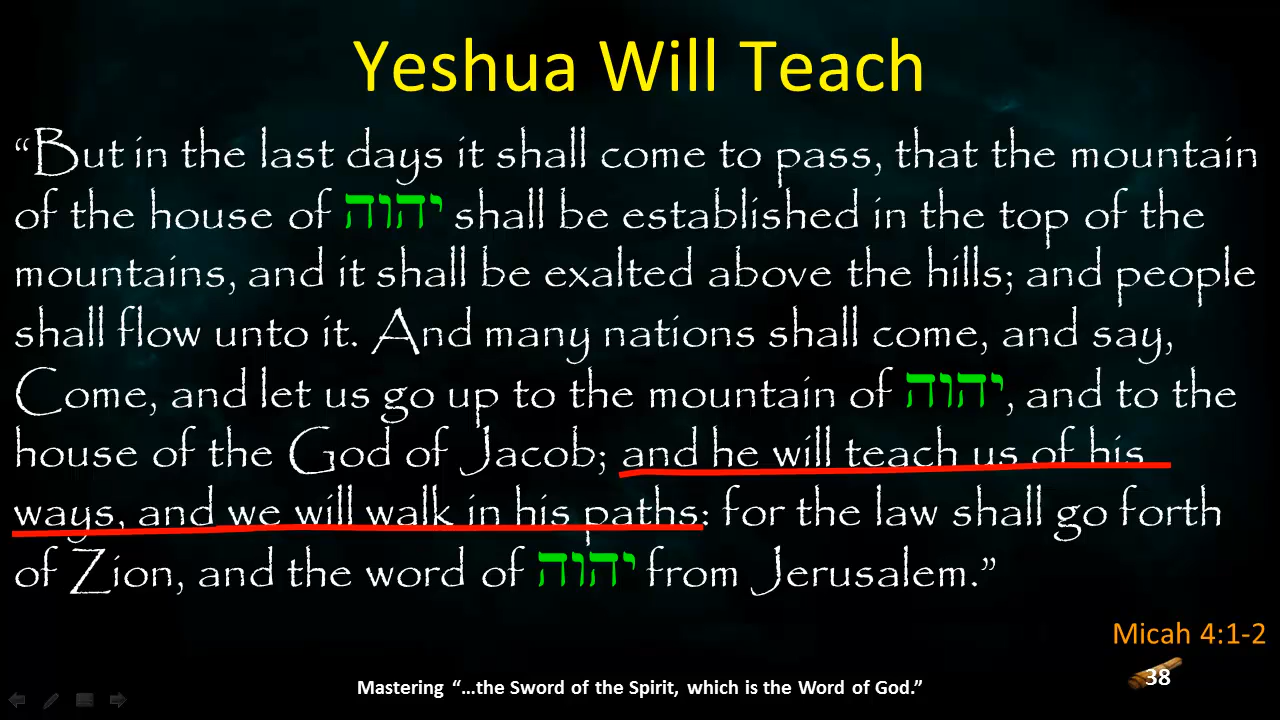 Yeshua Will Teach
“But in the last days it shall come to pass, that the mountain
of the house of יהוה shall be established in the top of the
mountains, and it shall be exalted above the hills; and people
shall flow unto it. And many nations shall come, and say,
Come, and let us go up to the mountain of יהוה, and to the
house of the God of Jacob; and he will teach us of his
ways, and we will walk in his paths: for the law shall go forth
of Zion, and the word of יהוה from Jerusalem.”
Micah 4:1-2
Mastering “...the Sword of the Spirit, which is the Word of God.”
38